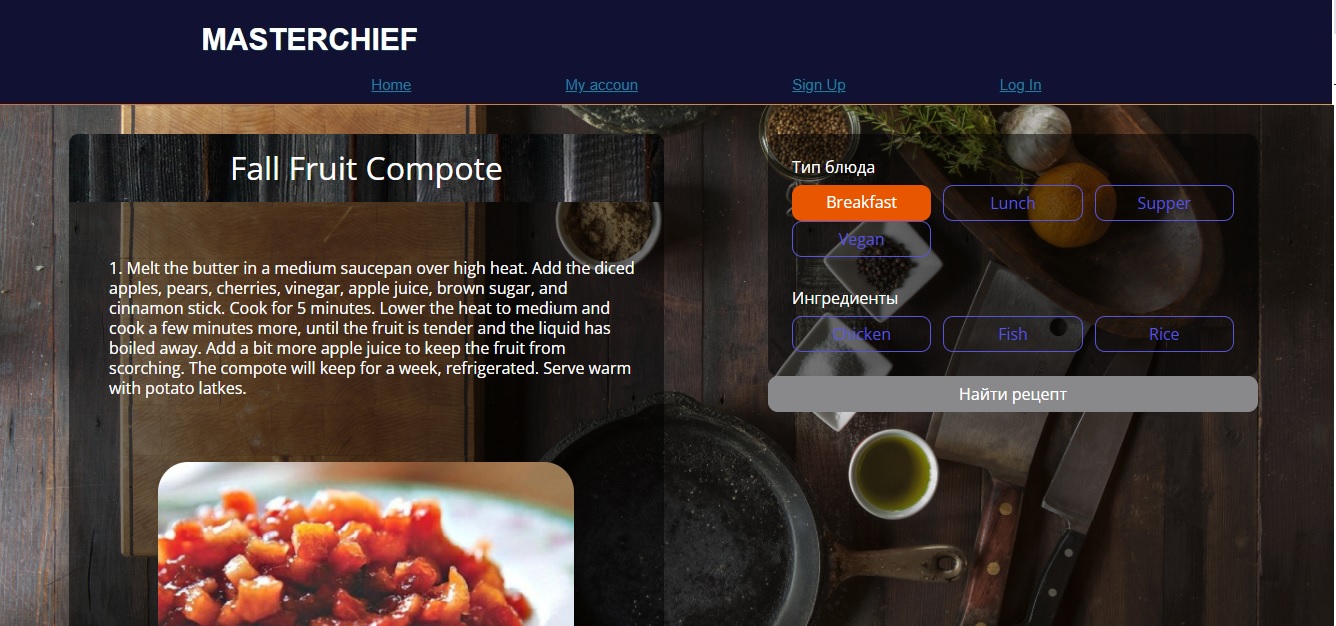 MASTERCHIEF
Home My accoun Sign Up Log In
Fall Fruit Compote
1. Melt the butter in a medium saucepan over high heat. Add the diced
apples, pears, cherries, vinegar, apple juice, brown sugar, and
cinnamon stick. Cook for 5 minutes. Lower the heat to medium and
cook a few minutes more, until the fruit is tender and the liquid has
boiled away. Add a bit more apple juice to keep the fruit from
scorching. The compote will keep for a week, refrigerated. Serve warm
with potato latkes.
Тип блюда
Breakfast Lunch Supper
Vegan
Ингредиенты
Chicken Fish Rice
Найти рецепт